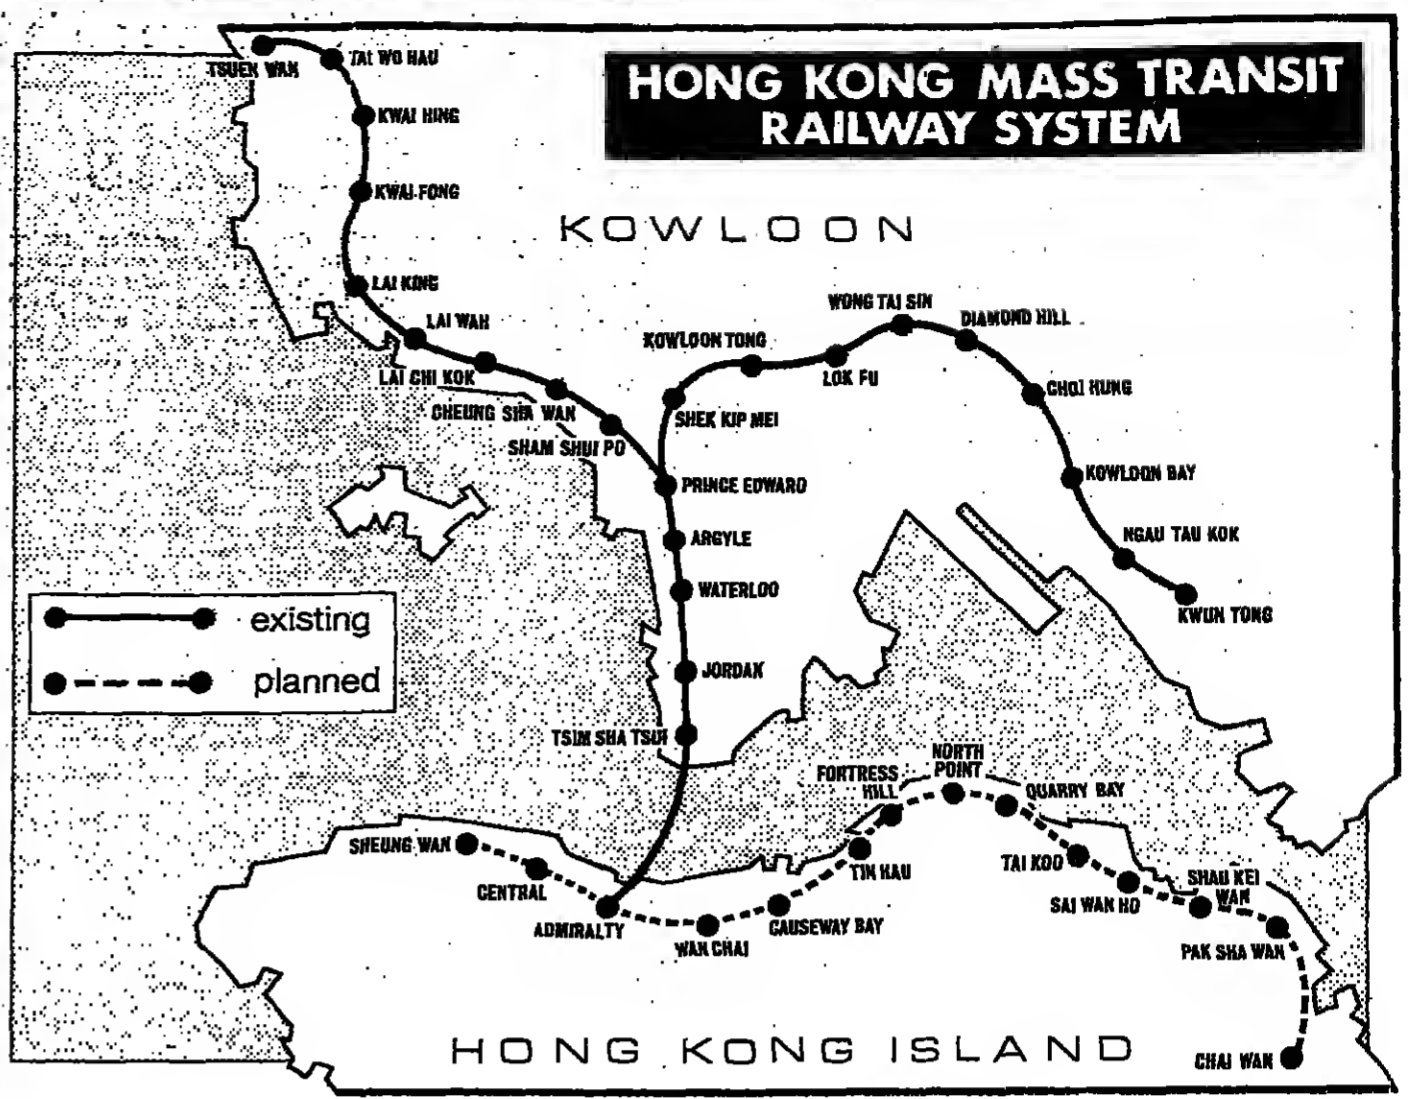 HONG KONG MASS TRANSIT
RAILWAY SYSTEM
TSUEN WAN
TAI WO HAU
KWAI HING
KWAI FONG
LAI KING
LAI WAN
LAI CHI KOK
CHEUNG SHA WAN
SHAM SHUI PO
KOWLOON
WONG TAI SIN
DIAMOND HILL
KOWLOON TONG
LOK FU
CHOI HUNG
SHEK KIP MEI
PRINCE EDWARD
KOWLOON BAY
ARGYLE
NGAU TAU KOK
WATERLOO
KWUN TONG
existing
planned
JORDAN
TSIM SHA TSUI
NORTH
POINT
FORTRESS
HILL
QUARRY BAY
SHEUNG WAN
CENTRAL
ADMIRALTY
WAN CHAI
CAUSEWAY BAY
TIN HAU
TAI KOO
SAI WAN HO
SHAU KEI
WAN
PAK SHA WAN
CHAI WAN
HONG KONG ISLAND